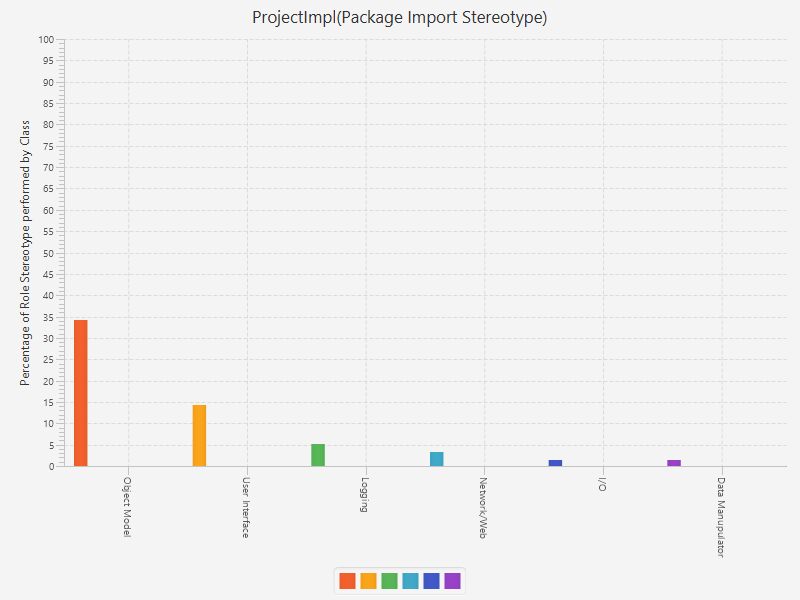 ProjectImpl(Package Import Stereotype)
Percentage of Role Stereotype performed by Class
100
95
90
85
80
75
70
65
60
55
50
45
40
35
30
25
20
15
10
5
0
Object Model
User Interface
Logging
Network/Web
I/O
Data Manupulator